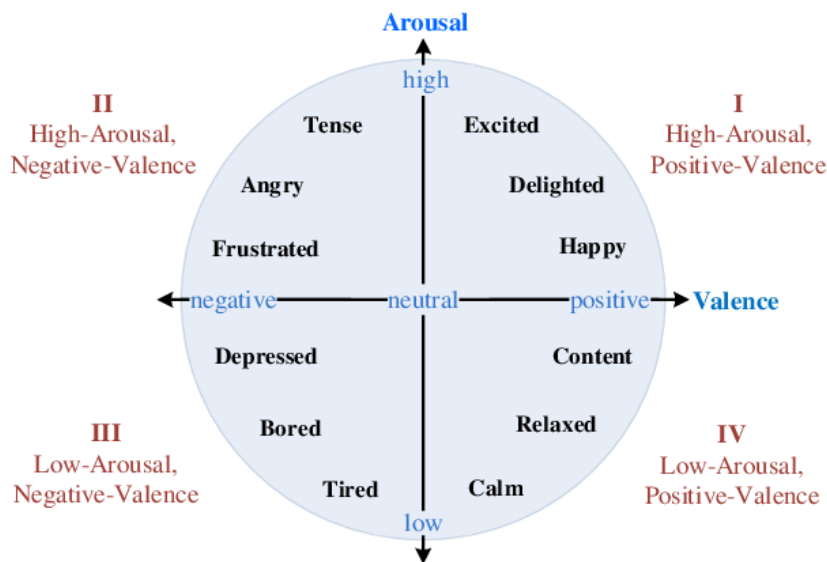 Arousal
high
II
High-Arousal,
Negative-Valence
I
High-Arousal,
Positive-Valence
Tense
Excited
Angry
Delighted
Frustrated
Happy
negative
neutral
positive
Valence
Depressed
Content
Bored
Relaxed
III
Low-Arousal,
Negative-Valence
IV
Low-Arousal,
Positive-Valence
Tired
Calm
low